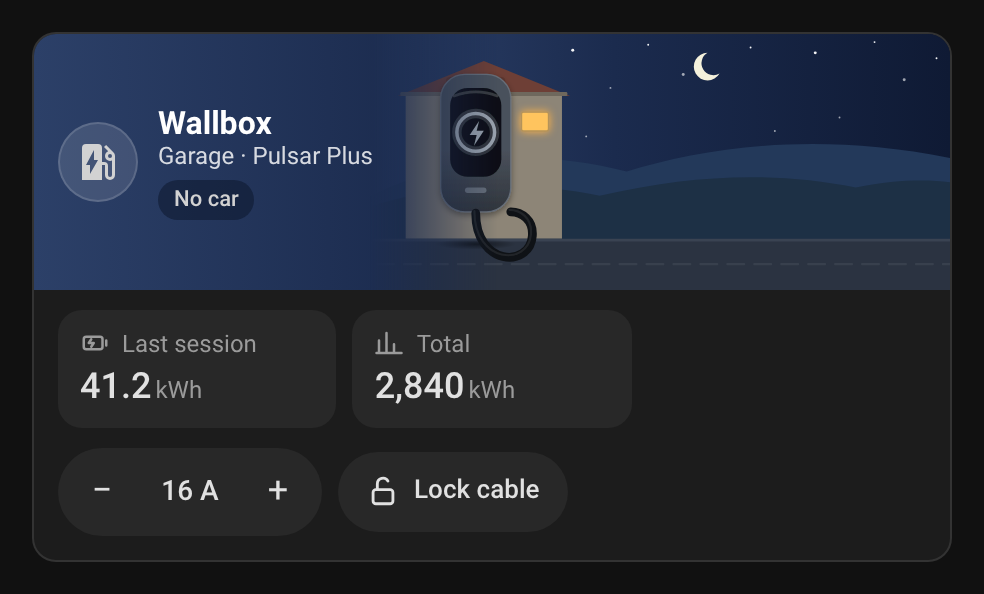 Wallbox
Garage · Pulsar Plus
No car
Last session
41.2 kWh
Total
2,840 kWh
− 16 A +
Lock cable